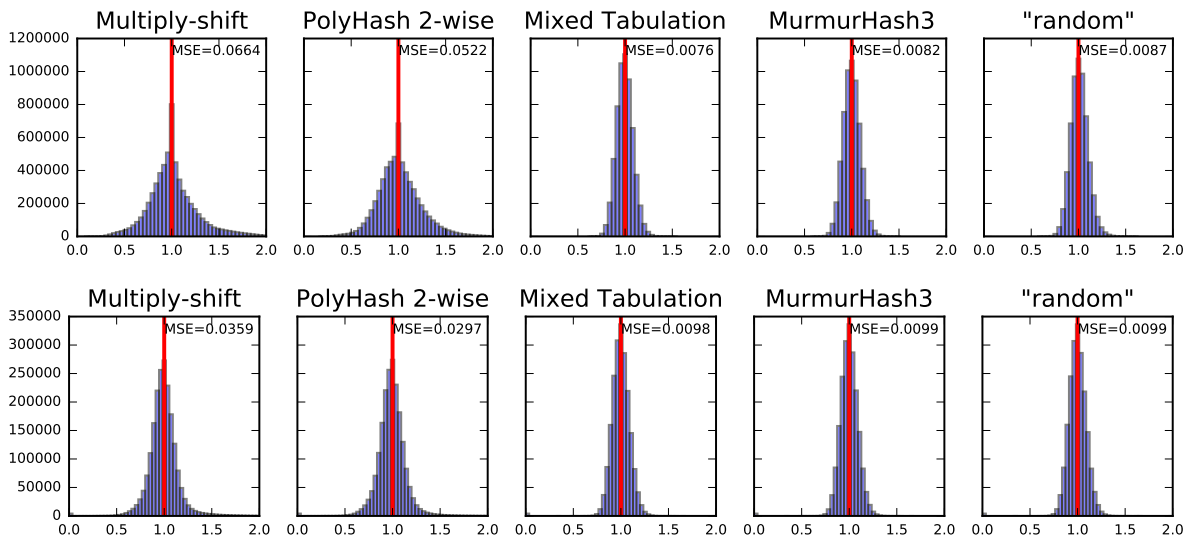 Multiply-shift PolyHash 2-wise Mixed Tabulation MurmurHash3 "random"
1200000 MSE=0.0664 MSE=0.0522 MSE=0.0076 MSE=0.0082 MSE=0.0087
1000000
800000
600000
400000
200000
0
0.0 0.5 1.0 1.5 2.0 0.0 0.5 1.0 1.5 2.0 0.0 0.5 1.0 1.5 2.0 0.0 0.5 1.0 1.5 2.0 0.0 0.5 1.0 1.5 2.0
Multiply-shift PolyHash 2-wise Mixed Tabulation MurmurHash3 "random"
350000 MSE=0.0359 MSE=0.0297 MSE=0.0098 MSE=0.0099 MSE=0.0099
300000
250000
200000
150000
100000
50000
0
0.0 0.5 1.0 1.5 2.0 0.0 0.5 1.0 1.5 2.0 0.0 0.5 1.0 1.5 2.0 0.0 0.5 1.0 1.5 2.0 0.0 0.5 1.0 1.5 2.0